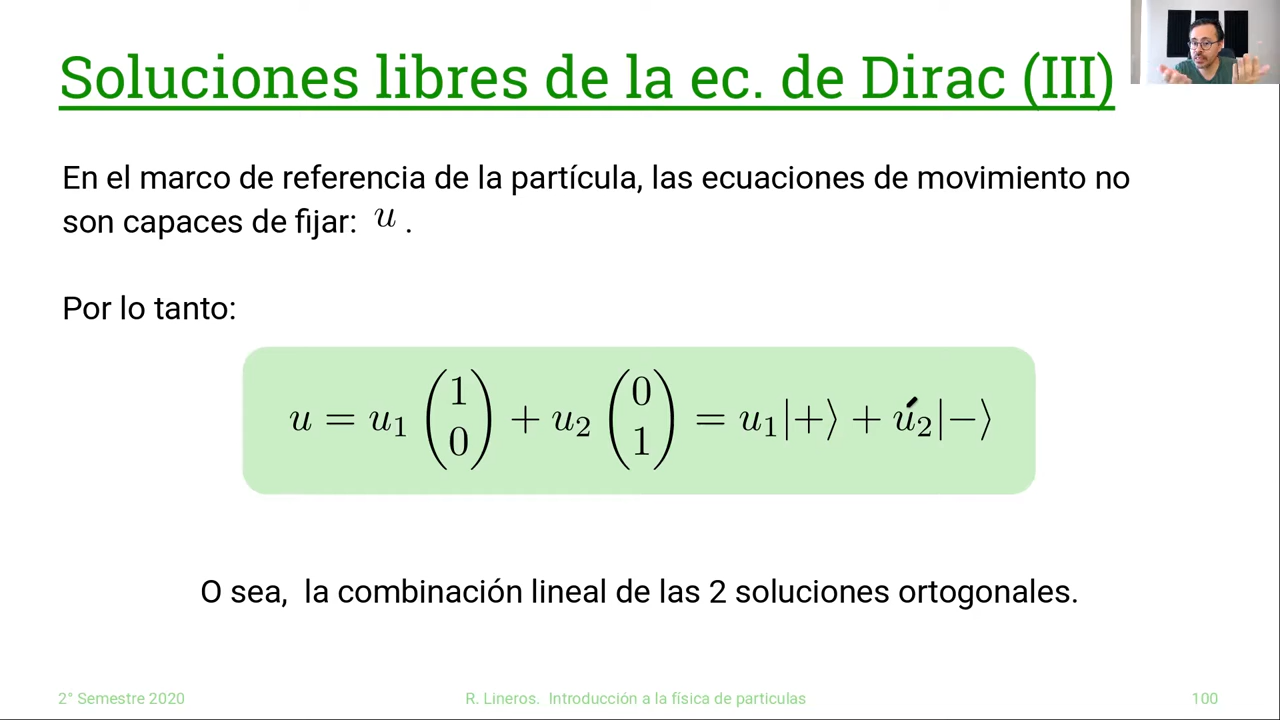 Soluciones libres de la ec. de Dirac (III)
En el marco de referencia de la partícula, las ecuaciones de movimiento no
son capaces de fijar: u .
Por lo tanto:
u = u₁ (1 0) + u₂ (0 1) = u₁|+⟩ + u₂|−⟩
O sea, la combinación lineal de las 2 soluciones ortogonales.
2° Semestre 2020
R. Lineros. Introducción a la física de particulas
100